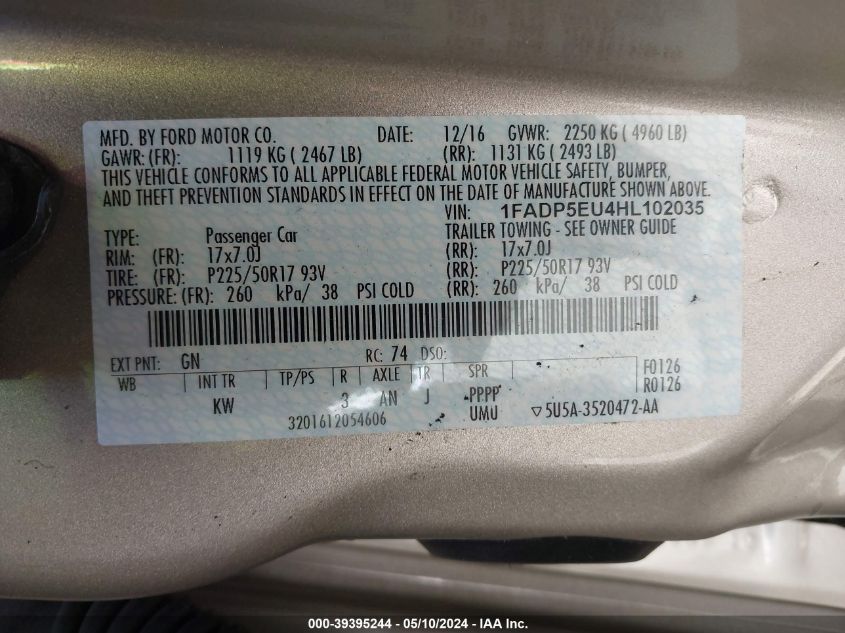 MFD. BY FORD MOTOR CO. DATE: 12/16 GVWR: 2250 KG ( 4960 LB)
GAWR: (FR): 1119 KG ( 2467 LB) (RR): 1131 KG ( 2493 LB)
THIS VEHICLE CONFORMS TO ALL APPLICABLE FEDERAL MOTOR VEHICLE SAFETY, BUMPER,
AND THEFT PREVENTION STANDARDS IN EFFECT ON THE DATE OF MANUFACTURE SHOWN ABOVE.
VIN: 1FADP5EU4HL102035
TYPE: Passenger Car TRAILER TOWING - SEE OWNER GUIDE
RIM: (FR): 17x7.0J (RR): 17x7.0J
TIRE: (FR): P225/50R17 93V (RR): P225/50R17 93V
PRESSURE: (FR): 260 kPa/ 38 PSI COLD (RR): 260 kPa/ 38 PSI COLD
EXT PNT: GN RC: 74 DSO: F0126
WB INT TR TP/PS R AXLE TR SPR R0126
KW 3 AN J PPPP
3201612054606 UMU ▽5U5A-3520472-AA
000-39395244 — 05/10/2024 - IAA Inc.